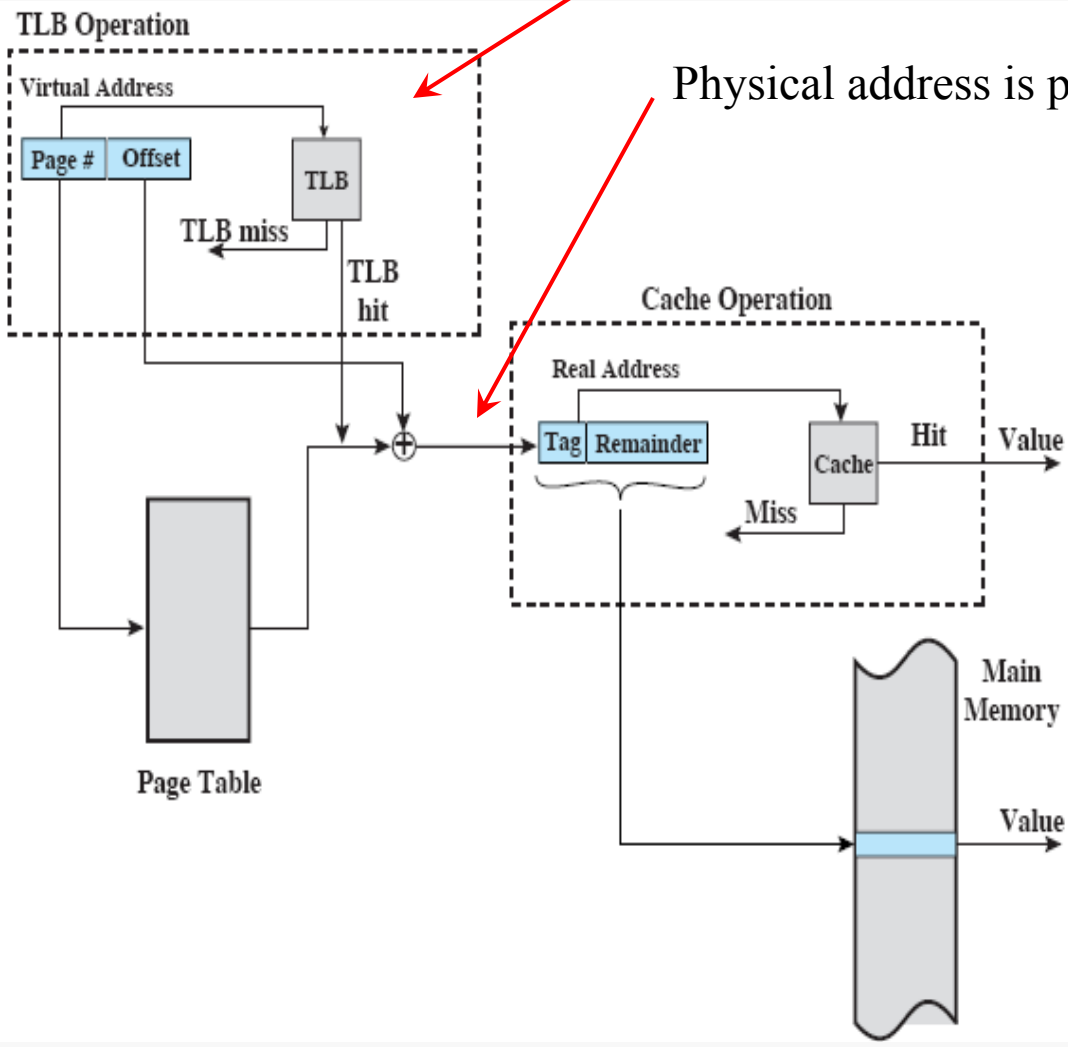 TLB Operation
Physical address is p
Virtual Address
Page #
Offset
TLB
TLB miss
TLB
hit
Cache Operation
Real Address
Tag
Remainder
Cache
Hit
Value
Miss
Page Table
Main
Memory
Value